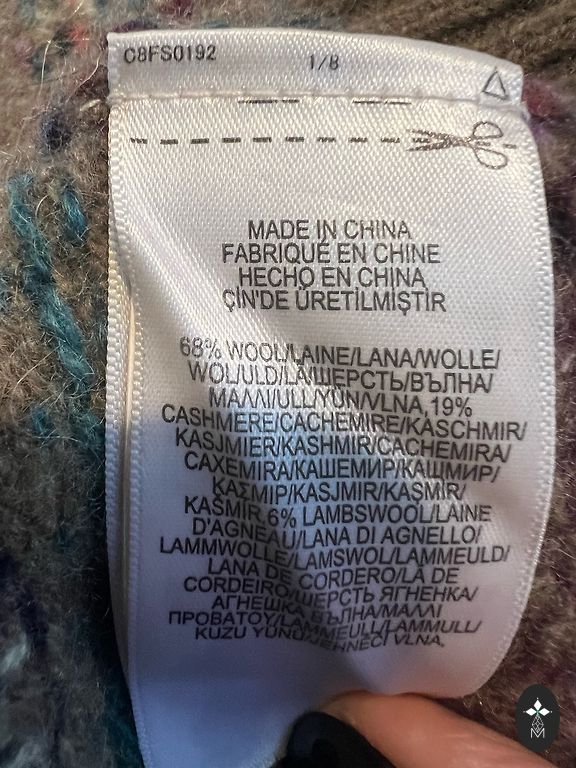 C8FS0192 1/8
MADE IN CHINA
FABRIQUÉ EN CHINE
HECHO EN CHINA
ÇİN'DE ÜRETİLMİŞTİR
68% WOOL/LAINE/LANA/WOLLE/
WOL/ULD/LÃ/ШЕРСТЬ/ВЪЛНА/
ΜΑΛΛΙ/ULL/YÜN/VLNA,19%
CASHMERE/CACHEMIRE/KASCHMIR/
KASJMIER/KASHMIR/CACHEMIRA/
CAXEMIRA/КАШЕМИР/КАШМИР/
ΚΑΣΜΙΡ/KASJMIR/KAŞMİR/
KAŠMÍR,6% LAMBSWOOL/LAINE
D'AGNEAU/LANA DI AGNELLO/
LAMMWOLLE/LAMSWOL/LAMMEULD/
LANA DE CORDERO/LÃ DE
CORDEIRO/ШЕРСТЬ ЯГНЕНКА/
АГНЕШКА ВЪЛНА/ΜΑΛΛΙ
ΠΡΟΒΑΤΟΥ/LAMMEULL/LAMMULL/
KUZU YÜNÜ/JEHNĚČÍ VLNA,